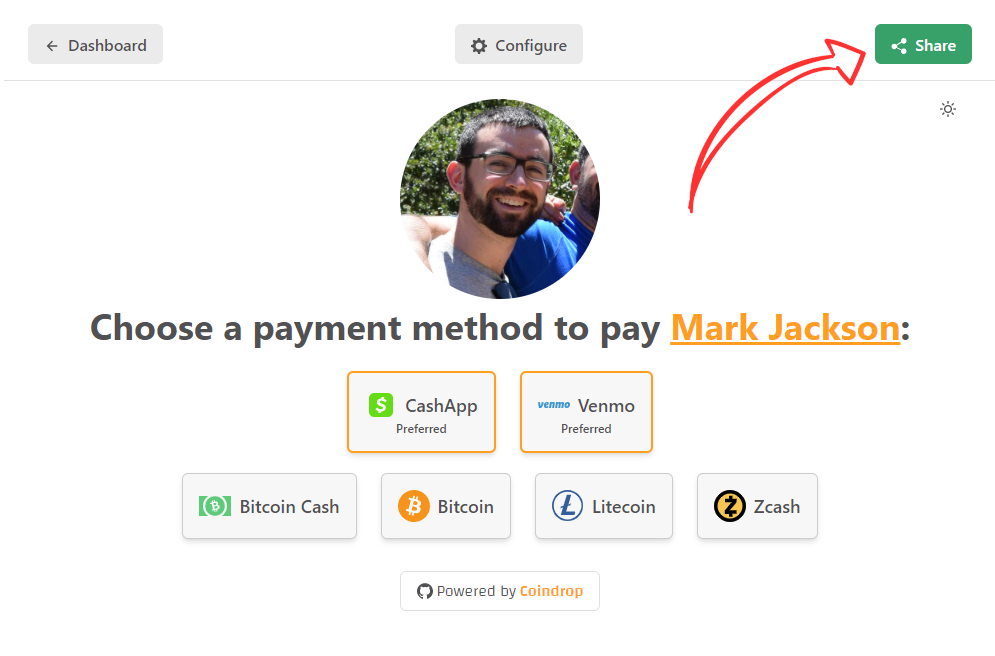 Dashboard
Configure
Share
Choose a payment method to pay Mark Jackson:
CashApp
Preferred
venmo Venmo
Preferred
Bitcoin Cash
Bitcoin
Litecoin
Zcash
Powered by Coindrop